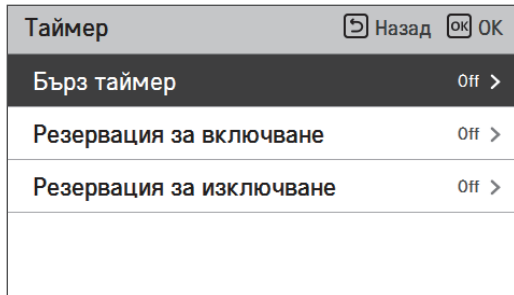 Таймер Назад OK OK
Бърз таймер Off >
Резервация за включване Off >
Резервация за изключване Off >